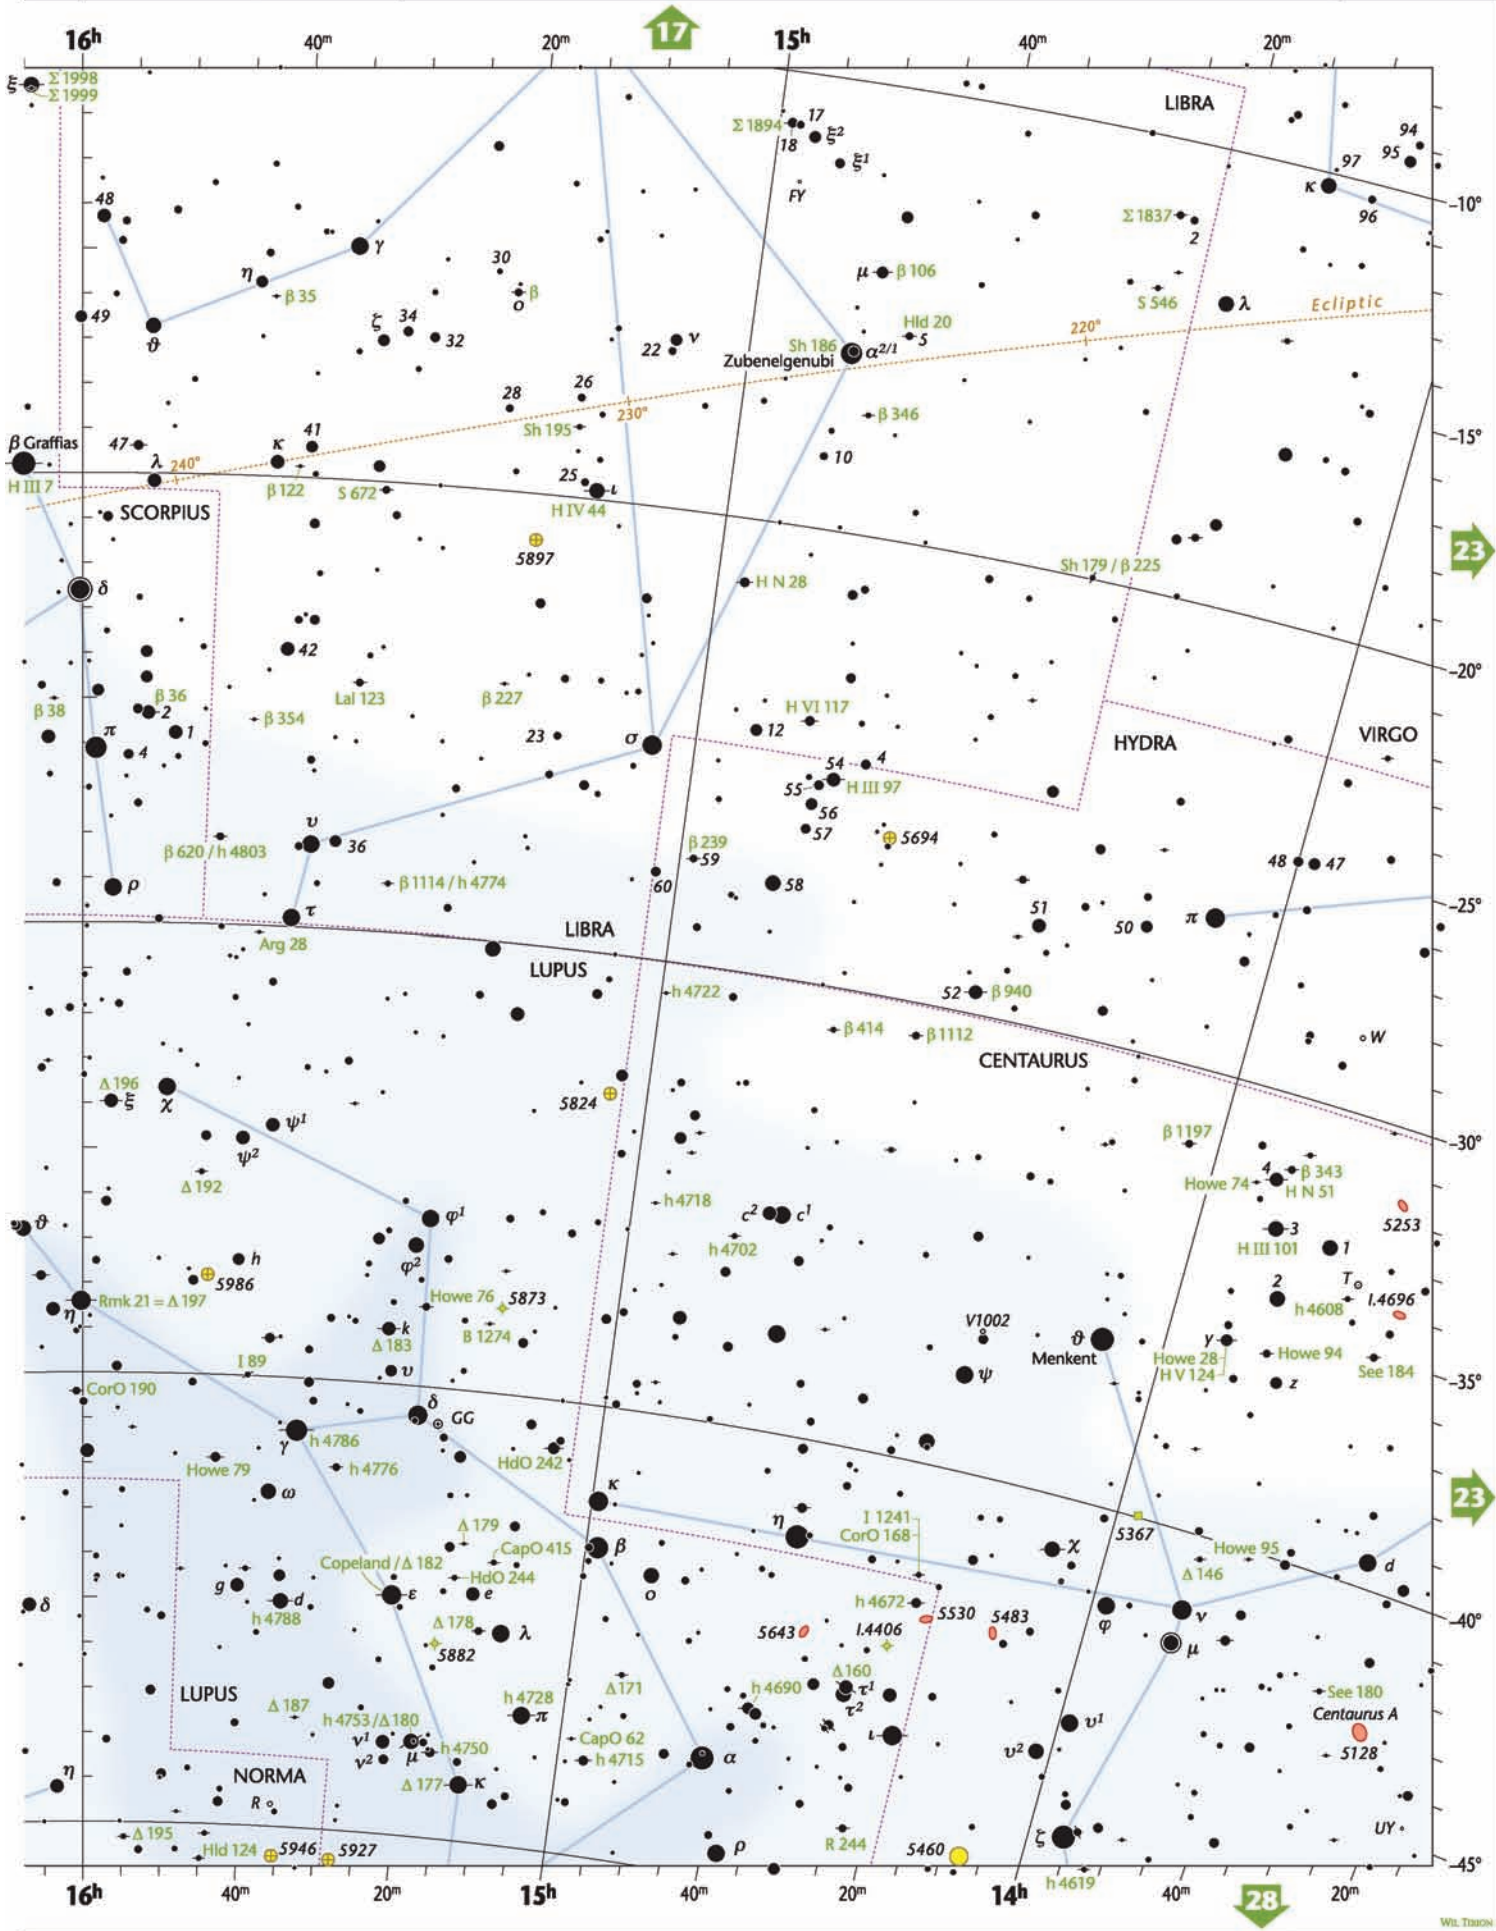 16h 40m 20m 17 15h 40m 20m
ξ Σ 1998
Σ 1999
LIBRA
Σ 1894 17
18 ξ²
ξ¹
FY
94
95
97
κ
96
-10°
48
γ
η
β 35
30
β
ο
μ β 106
Σ 1837
2
S 546
λ
Ecliptic
49
ϑ
ζ 34
32
22 ν
Sh 186 α2/1
Zubenelgenubi
Hld 20
5
220°
26
28
230°
Sh 195
β 346
10
-15°
β Graffias
H III 7
47
λ
240°
κ
41
β 122
S 672
25 ι
H IV 44
SCORPIUS
5897
H N 28
Sh 179 / β 225
23
δ
42
Lal 123
β 227
-20°
β 38
β 36
2
π
1
4
β 354
23
σ
H VI 117
12
HYDRA
VIRGO
54 4
55 H III 97
56
57
5694
υ
36
β 620 / h 4803
β 1114 / h 4774
β 239
59
60
58
48 47
ρ
τ
Arg 28
51
50
π
-25°
LIBRA
LUPUS
h 4722
52 β 940
β 414
β 1112
W
CENTAURUS
Δ 196
ξ
χ
5824
ψ¹
ψ²
Δ 192
β 1197
-30°
4 β 343
Howe 74
H N 51
h 4718
5253
ϑ
φ¹
φ²
c² c¹
h 4702
3
H III 101
1
h
5986
Rmk 21 = Δ 197
η
Howe 76
5873
B 1274
k
Δ 183
2
T
h 4608
I.4696
V1002
ϑ
Menkent
γ
Howe 28
H V 124
Howe 94
See 184
I 89
υ
ψ
z
-35°
CorO 190
δ
GG
γ
h 4786
Howe 79
h 4776
HdO 242
ω
κ
η
I 1241
CorO 168
5367
23
Δ 179
CapO 415
β
χ
Howe 95
Δ 146
d
Copeland / Δ 182
HdO 244
g
d
h 4788
ε
e
ο
δ
h 4672
5530
5483
φ
ν
-40°
Δ 178
λ
5882
5643
I.4406
μ
LUPUS
Δ 187
h 4753 / Δ 180
h 4728
π
Δ 171
h 4690
Δ 160
τ¹
τ²
See 180
Centaurus A
5128
ν¹
μ
ν²
h 4750
CapO 62
h 4715
α
ι
υ¹
υ²
η
NORMA
R
Δ 177
κ
Δ 195
Hld 124
5946
5927
ρ
R 244
5460
ζ
UY
-45°
h 4619
16h 40m 20m 15h 40m 20m 14h 40m 28 20m
WIL TIRION